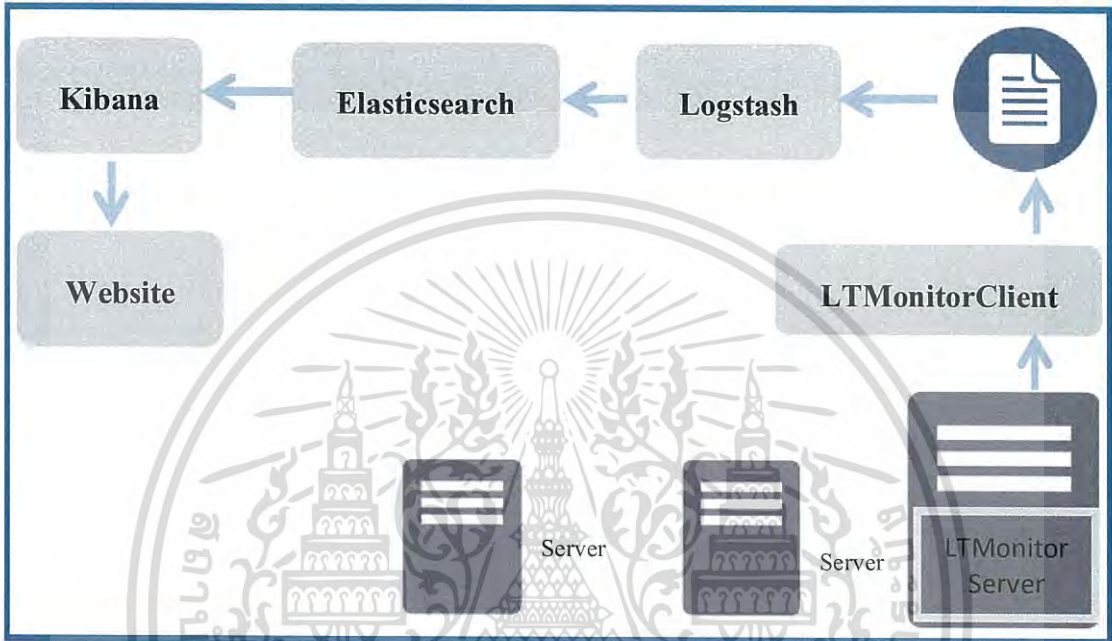 Kibana
Elasticsearch
Logstash
Website
LTMonitorClient
Server
Server
LTMonitor
Server